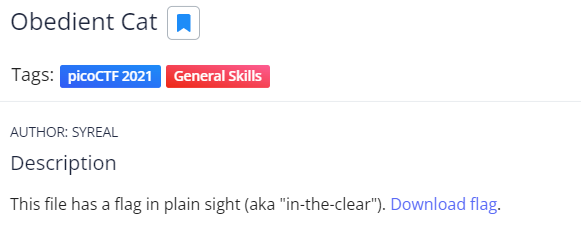 Obedient Cat
Tags: picoCTF 2021 General Skills
AUTHOR: SYREAL
Description
This file has a flag in plain sight (aka "in-the-clear"). Download flag.